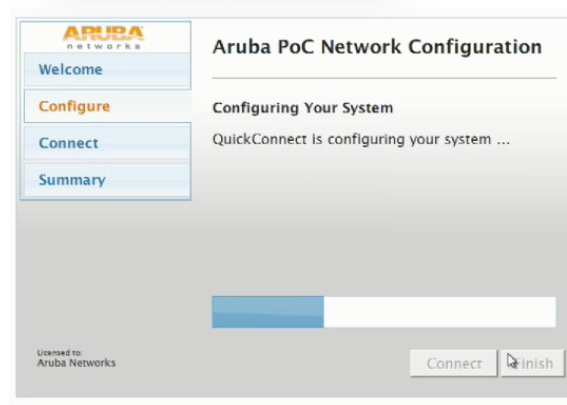 ARUBA
networks
Welcome
Configure
Connect
Summary
Aruba PoC Network Configuration
Configuring Your System
QuickConnect is configuring your system ...
Licensed to:
Aruba Networks
Connect
Finish